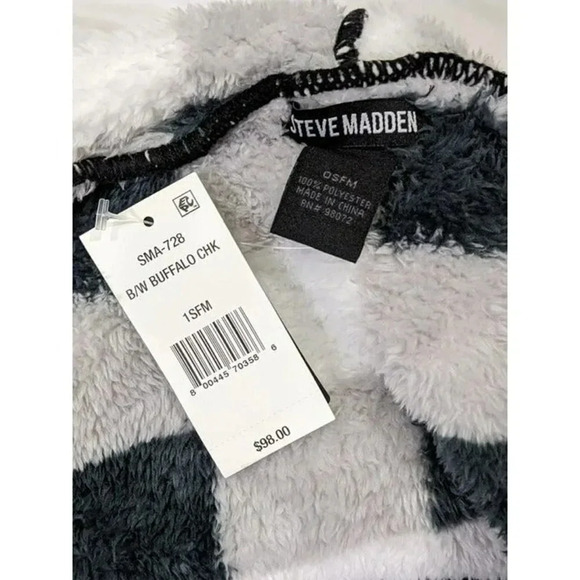 STEVE MADDEN
OSFM
100% POLYESTER
MADE IN CHINA
RN# 98072
SMA-728
B/W BUFFALO CHK
1SFM
8 00445 70358 6
$98.00